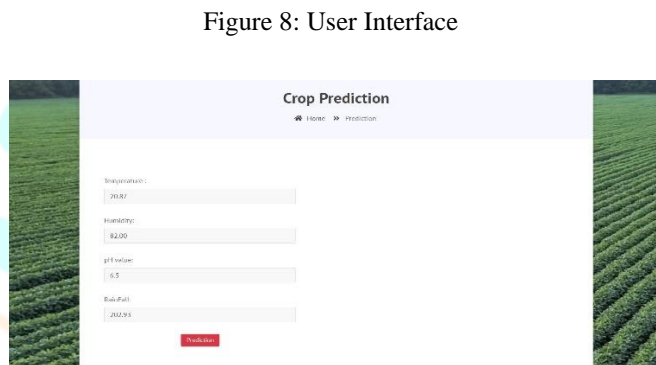 Figure 8: User Interface
Crop Prediction
Home » Prediction
Temperature:
20.87
Humidity:
82.00
pH value:
6.5
RainFall
202.93
Prediction